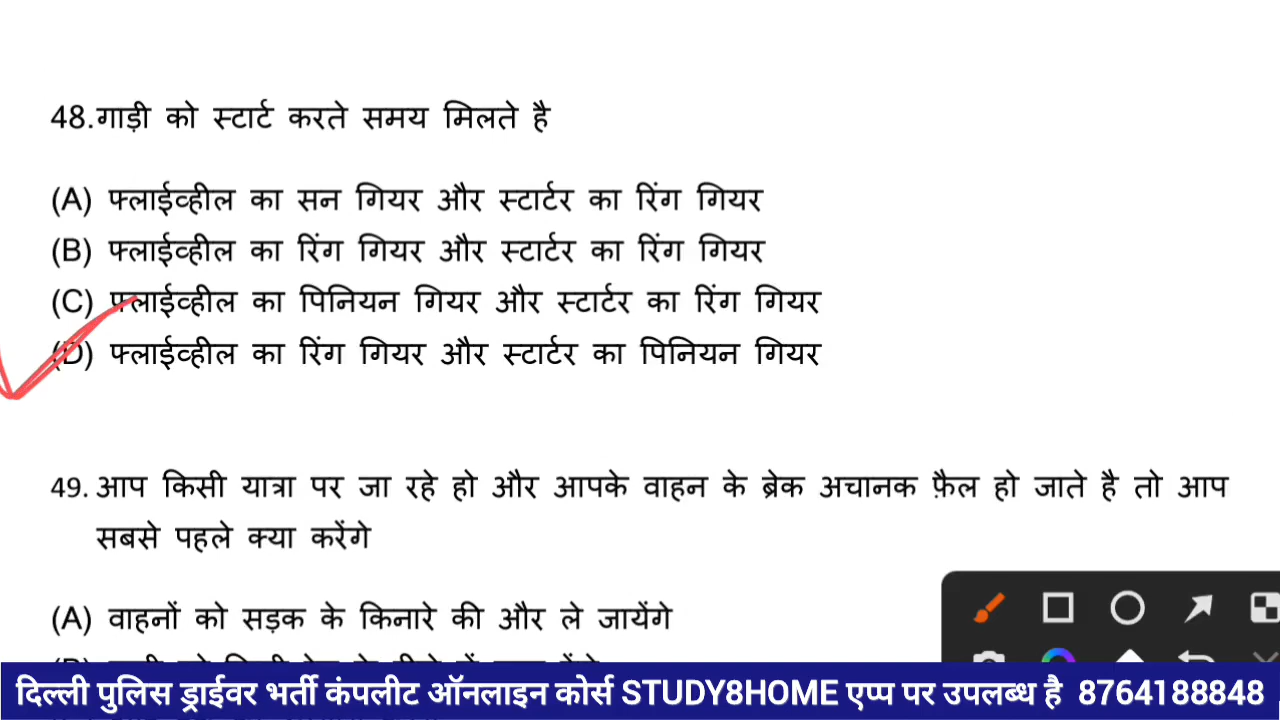 48.गाड़ी को स्टार्ट करते समय मिलते है
(A) फ्लाईव्हील का सन गियर और स्टार्टर का रिंग गियर
(B) फ्लाईव्हील का रिंग गियर और स्टार्टर का रिंग गियर
(C) फ्लाईव्हील का पिनियन गियर और स्टार्टर का रिंग गियर
(D) फ्लाईव्हील का रिंग गियर और स्टार्टर का पिनियन गियर
49. आप किसी यात्रा पर जा रहे हो और आपके वाहन के ब्रेक अचानक फ़ैल हो जाते है तो आप
सबसे पहले क्या करेंगे
(A) वाहनों को सड़क के किनारे की और ले जायेंगे
दिल्ली पुलिस ड्राईवर भर्ती कंपलीट ऑनलाइन कोर्स STUDY8HOME एप्प पर उपलब्ध है 8764188848